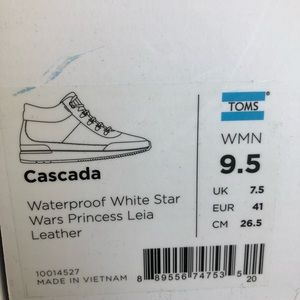 TOMS®
WMN
9.5
UK 7.5
EUR 41
CM 26.5
Cascada
Waterproof White Star
Wars Princess Leia
Leather
10014527
MADE IN VIETNAM
8 89556 74753 5
20